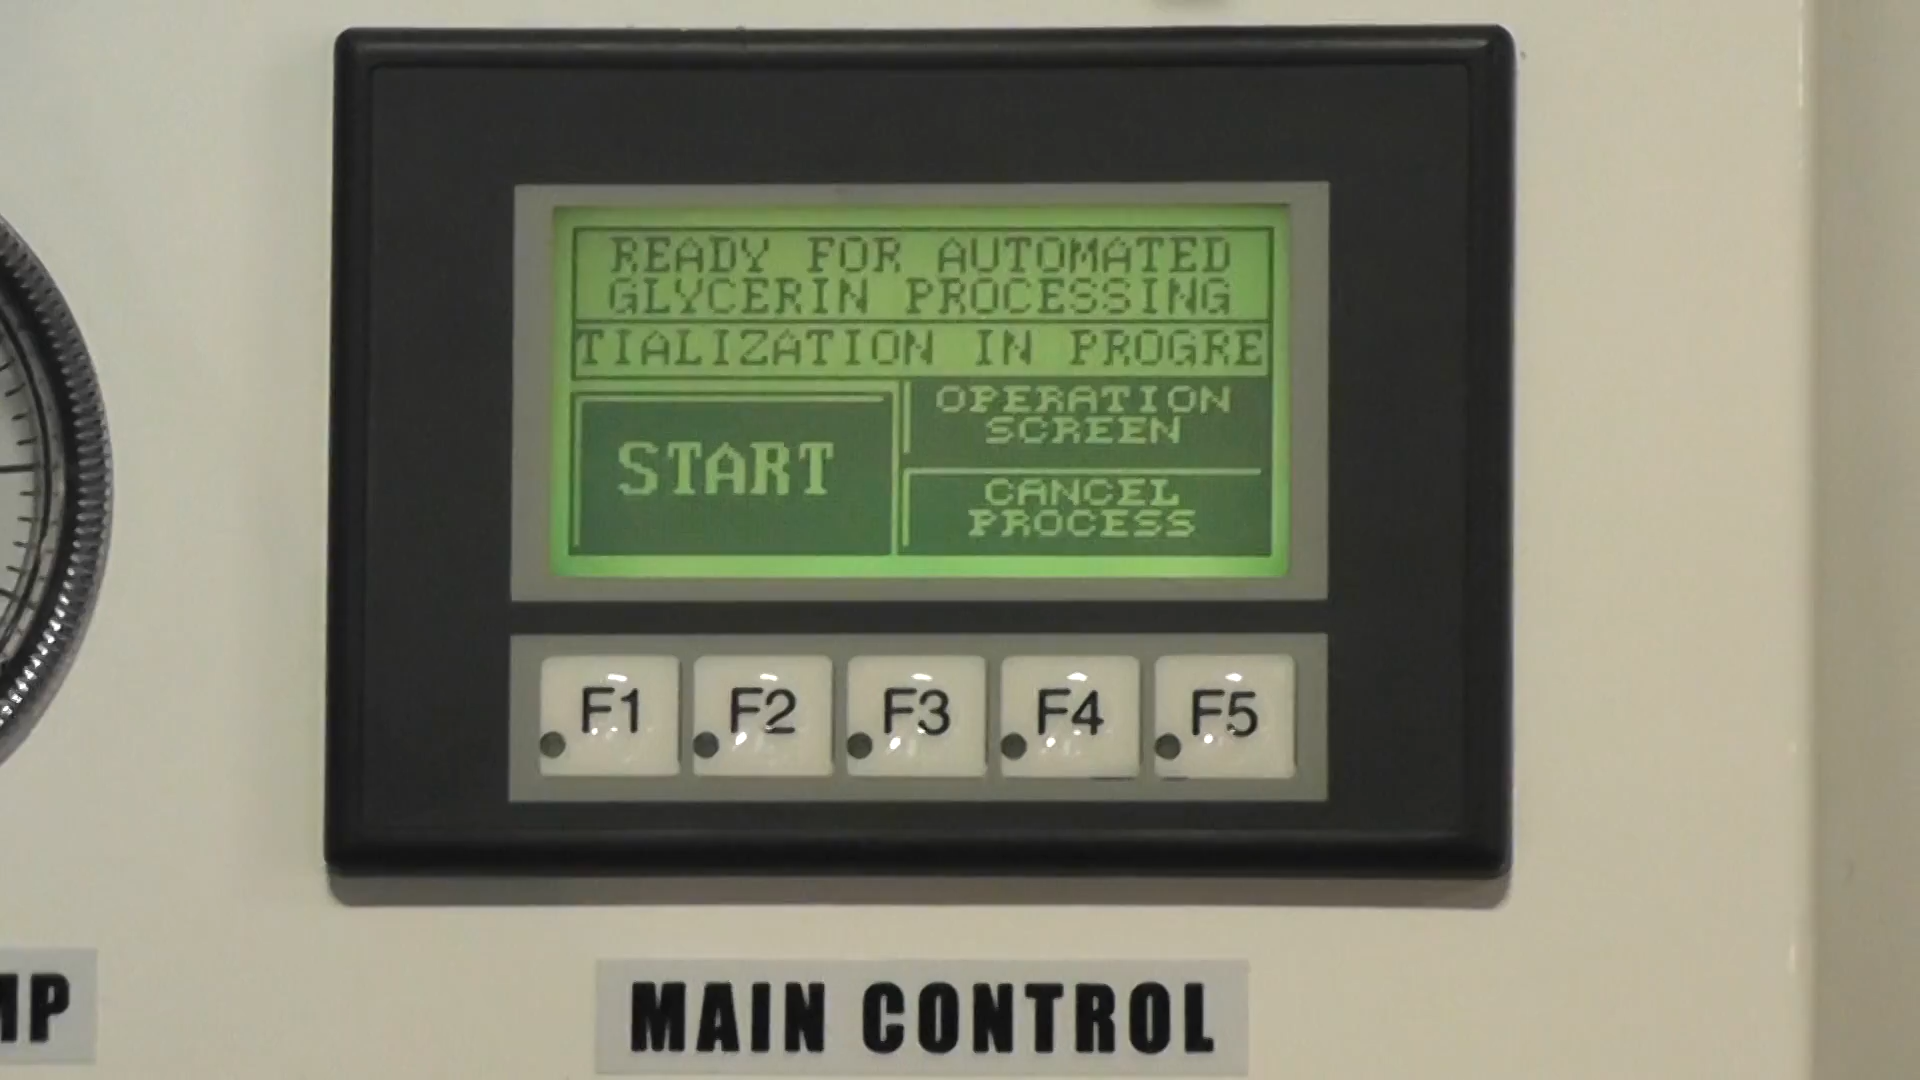 READY FOR AUTOMATED
GLYCERIN PROCESSING
TIALIZATION IN PROGRE
START
OPERATION
SCREEN
CANCEL
PROCESS
F1 F2 F3 F4 F5
MP
MAIN CONTROL